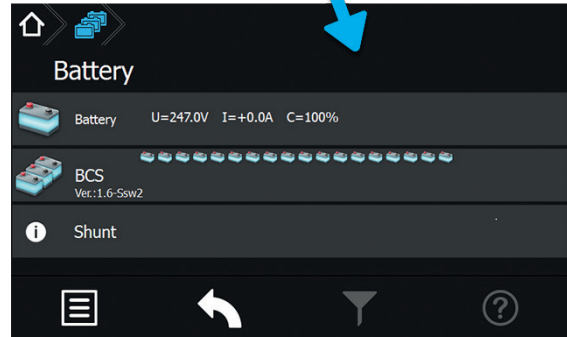 Battery
Battery U=247.0V I=+0.0A C=100%
BCS
Ver.:1.6-Ssw2
Shunt